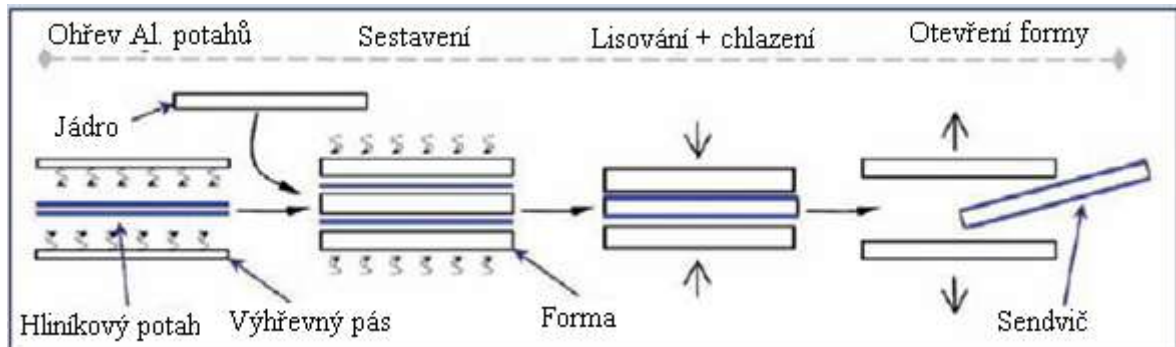 Ohřev Al. potahů
Sestavení
Lisování + chlazení
Otevření formy
Jádro
Hliníkový potah
Výhřevný pás
Forma
Sendvič